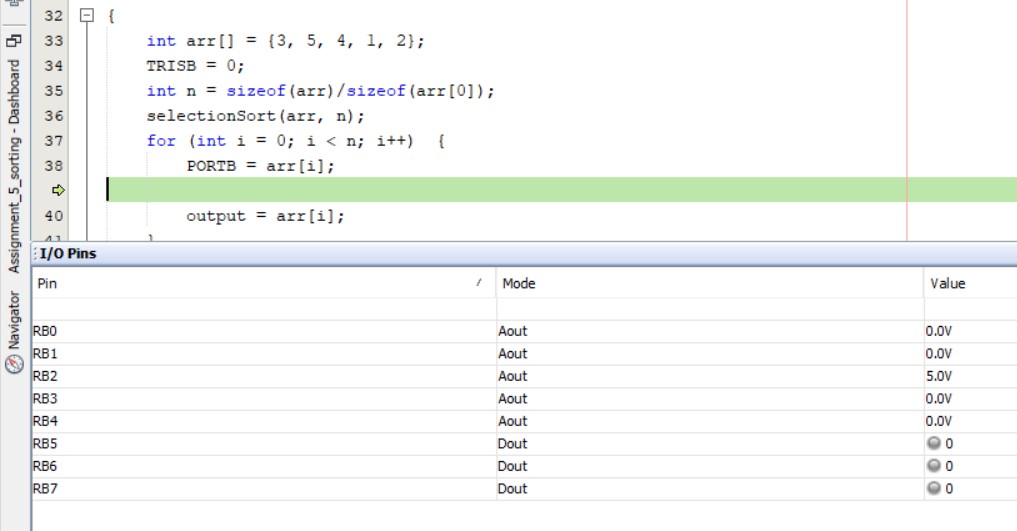 32 {
33 int arr[] = {3, 5, 4, 1, 2};
34 TRISB = 0;
35 int n = sizeof(arr)/sizeof(arr[0]);
36 selectionSort(arr, n);
37 for (int i = 0; i < n; i++) {
38 PORTB = arr[i];
40 output = arr[i];
41 }
Assignment_5_sorting - Dashboard
Navigator
I/O Pins
Pin / Mode Value
RB0 Aout 0.0V
RB1 Aout 0.0V
RB2 Aout 5.0V
RB3 Aout 0.0V
RB4 Aout 0.0V
RB5 Dout 0
RB6 Dout 0
RB7 Dout 0